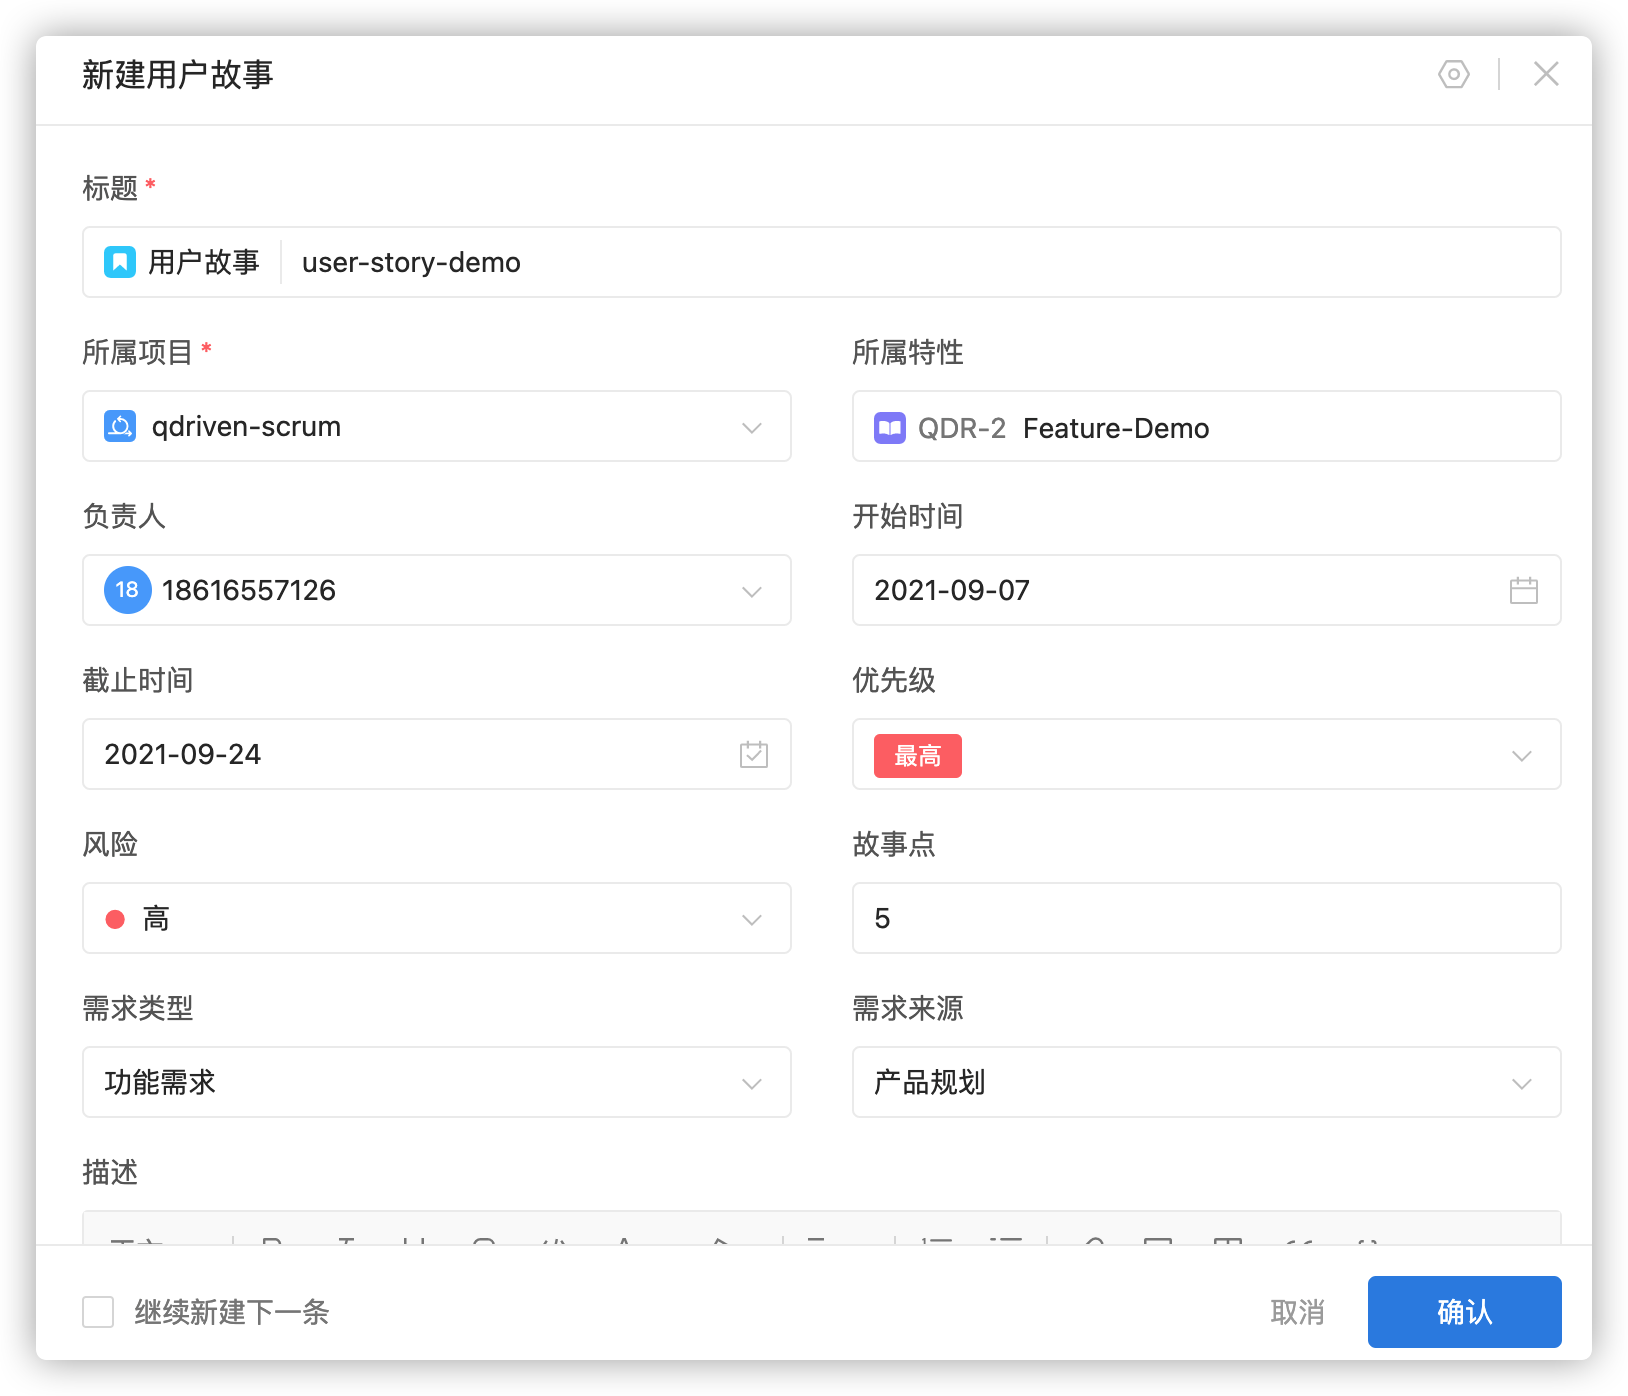 新建用户故事
标题 *
用户故事 user-story-demo
所属项目 * 所属特性
qdriven-scrum QDR-2 Feature-Demo
负责人 开始时间
18 18616557126 2021-09-07
截止时间 优先级
2021-09-24 最高
风险 故事点
高 5
需求类型 需求来源
功能需求 产品规划
描述
继续新建下一条 取消 确认